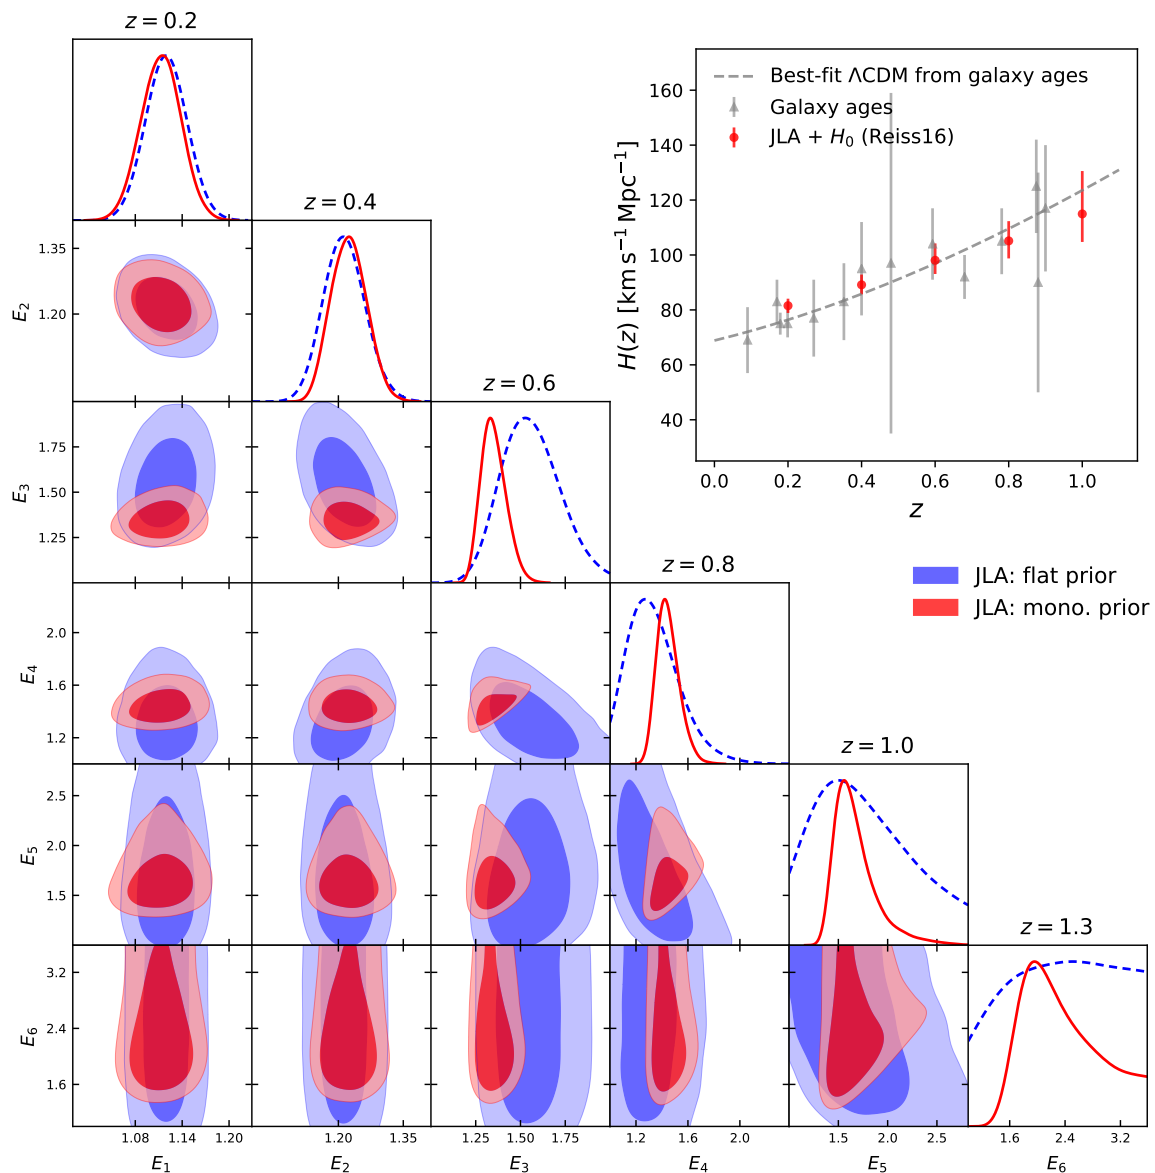 z = 0.2
z = 0.4
z = 0.6
z = 0.8
z = 1.0
z = 1.3
Best-fit ΛCDM from galaxy ages
Galaxy ages
JLA + H₀ (Reiss16)
H(z) [km s⁻¹ Mpc⁻¹]
160
140
120
100
80
60
40
0.0 0.2 0.4 0.6 0.8 1.0
z
JLA: flat prior
JLA: mono. prior
E₂
1.35
1.20
E₃
1.75
1.50
1.25
E₄
2.0
1.6
1.2
E₅
2.5
2.0
1.5
E₆
3.2
2.4
1.6
1.08 1.14 1.20 1.20 1.35 1.25 1.50 1.75 1.2 1.6 2.0 1.5 2.0 2.5 1.6 2.4 3.2
E₁ E₂ E₃ E₄ E₅ E₆